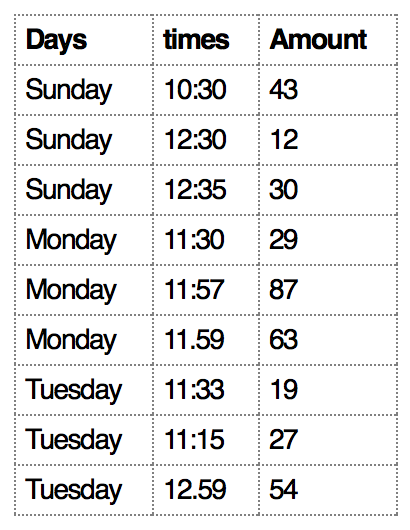 Days times Amount
Sunday 10:30 43
Sunday 12:30 12
Sunday 12:35 30
Monday 11:30 29
Monday 11:57 87
Monday 11.59 63
Tuesday 11:33 19
Tuesday 11:15 27
Tuesday 12.59 54